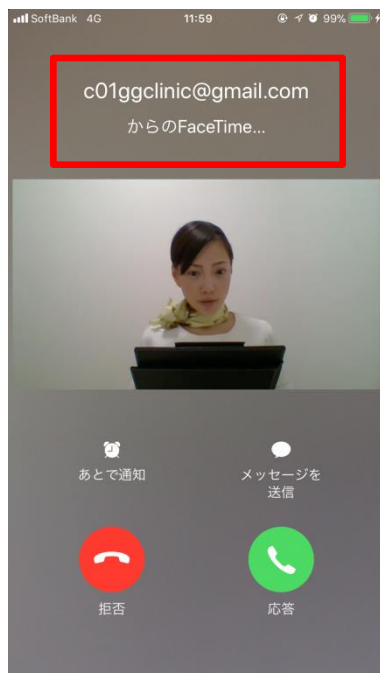 SoftBank 4G 11:59 99%
c01ggclinic@gmail.com
からのFaceTime...
あとで通知
メッセージを
送信
拒否
応答